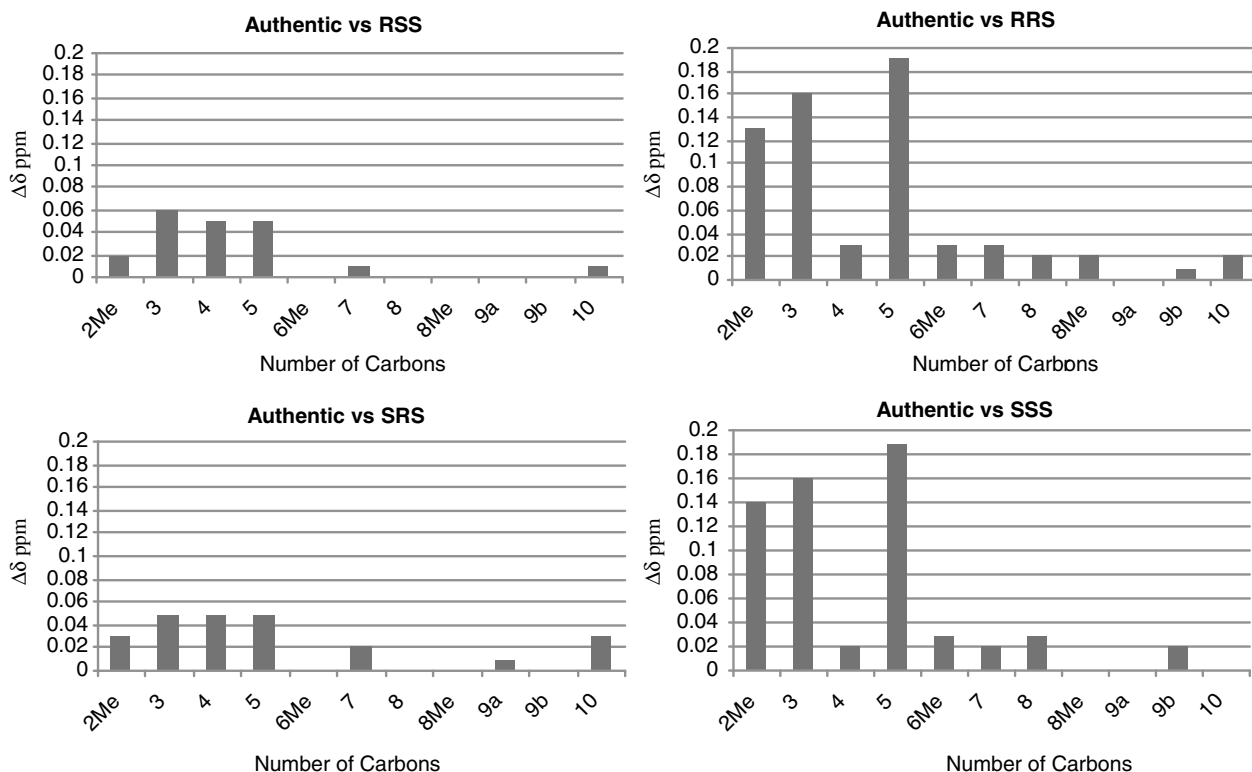 Authentic vs RSS
Δδ ppm
0.2
0.18
0.16
0.14
0.12
0.1
0.08
0.06
0.04
0.02
0
2Me 3 4 5 6Me 7 8 8Me 9a 9b 10
Number of Carbons
Authentic vs RRS
Δδ ppm
0.2
0.18
0.16
0.14
0.12
0.1
0.08
0.06
0.04
0.02
0
2Me 3 4 5 6Me 7 8 8Me 9a 9b 10
Number of Carbons
Authentic vs SRS
Δδ ppm
0.2
0.18
0.16
0.14
0.12
0.1
0.08
0.06
0.04
0.02
0
2Me 3 4 5 6Me 7 8 8Me 9a 9b 10
Number of Carbons
Authentic vs SSS
Δδ ppm
0.2
0.18
0.16
0.14
0.12
0.1
0.08
0.06
0.04
0.02
0
2Me 3 4 5 6Me 7 8 8Me 9a 9b 10
Number of Carbons